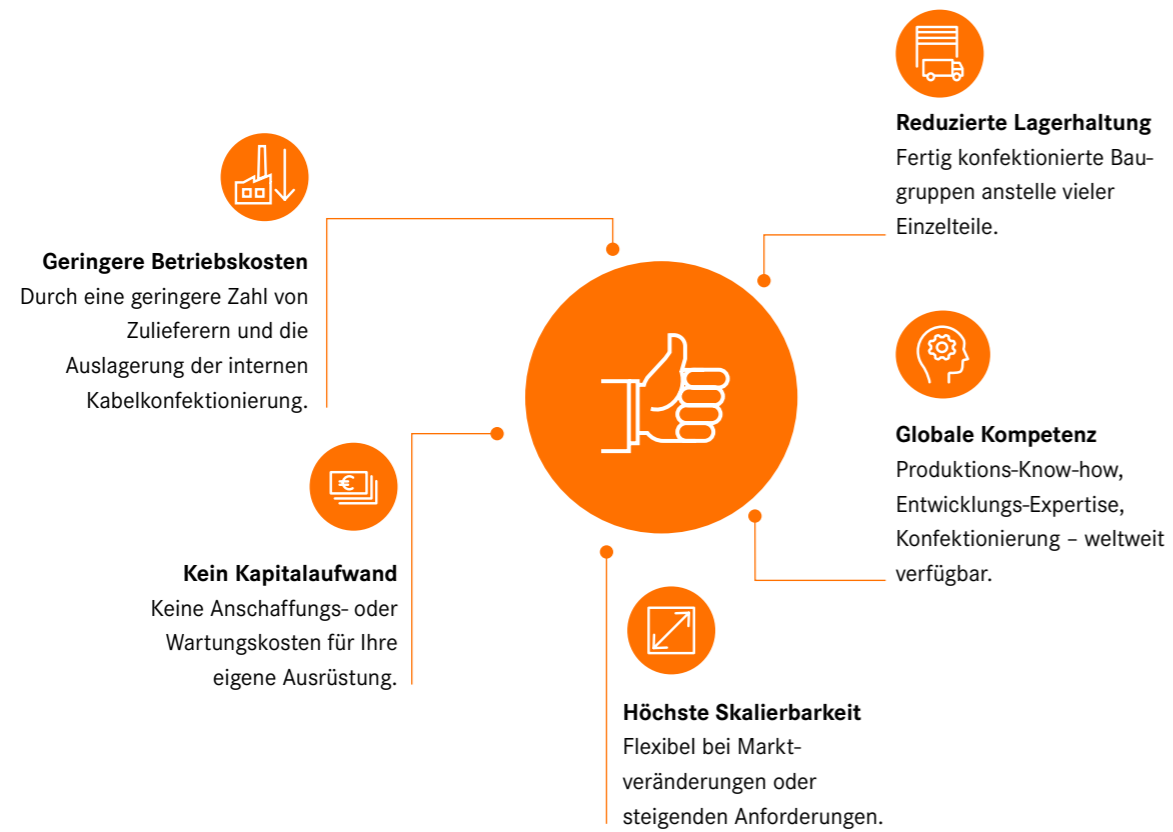 Reduzierte Lagerhaltung
Fertig konfektionierte Bau-
gruppen anstelle vieler
Einzelteile.
Geringere Betriebskosten
Durch eine geringere Zahl von
Zulieferern und die
Auslagerung der internen
Kabelkonfektionierung.
Globale Kompetenz
Produktions-Know-how,
Entwicklungs-Expertise,
Konfektionierung – weltweit
verfügbar.
€
Kein Kapitalaufwand
Keine Anschaffungs- oder
Wartungskosten für Ihre
eigene Ausrüstung.
Höchste Skalierbarkeit
Flexibel bei Markt-
veränderungen oder
steigenden Anforderungen.